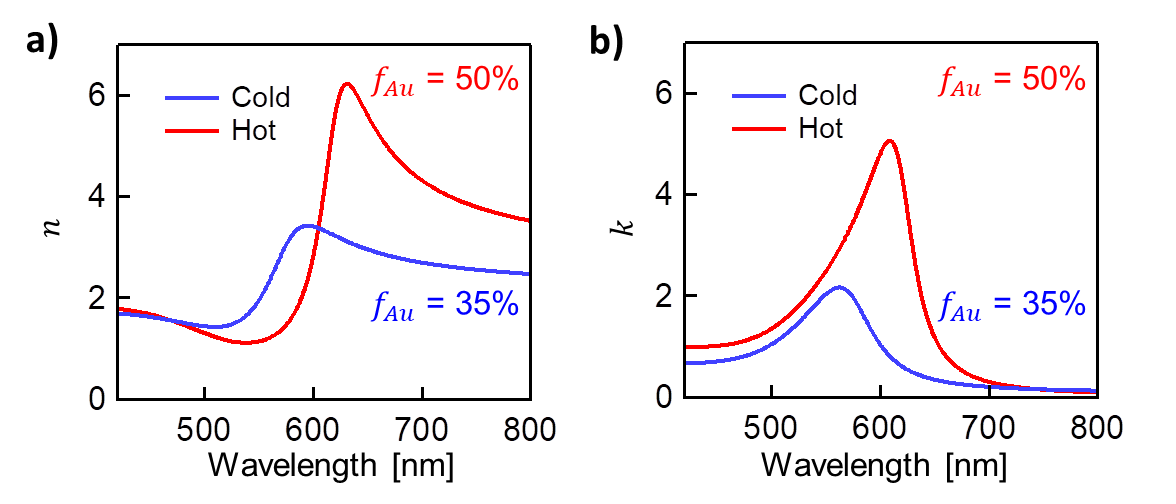 a)
6
4
2
0
n
Cold
Hot
f_Au = 50%
f_Au = 35%
500 600 700 800
Wavelength [nm]
b)
6
4
2
0
k
Cold
Hot
f_Au = 50%
f_Au = 35%
500 600 700 800
Wavelength [nm]